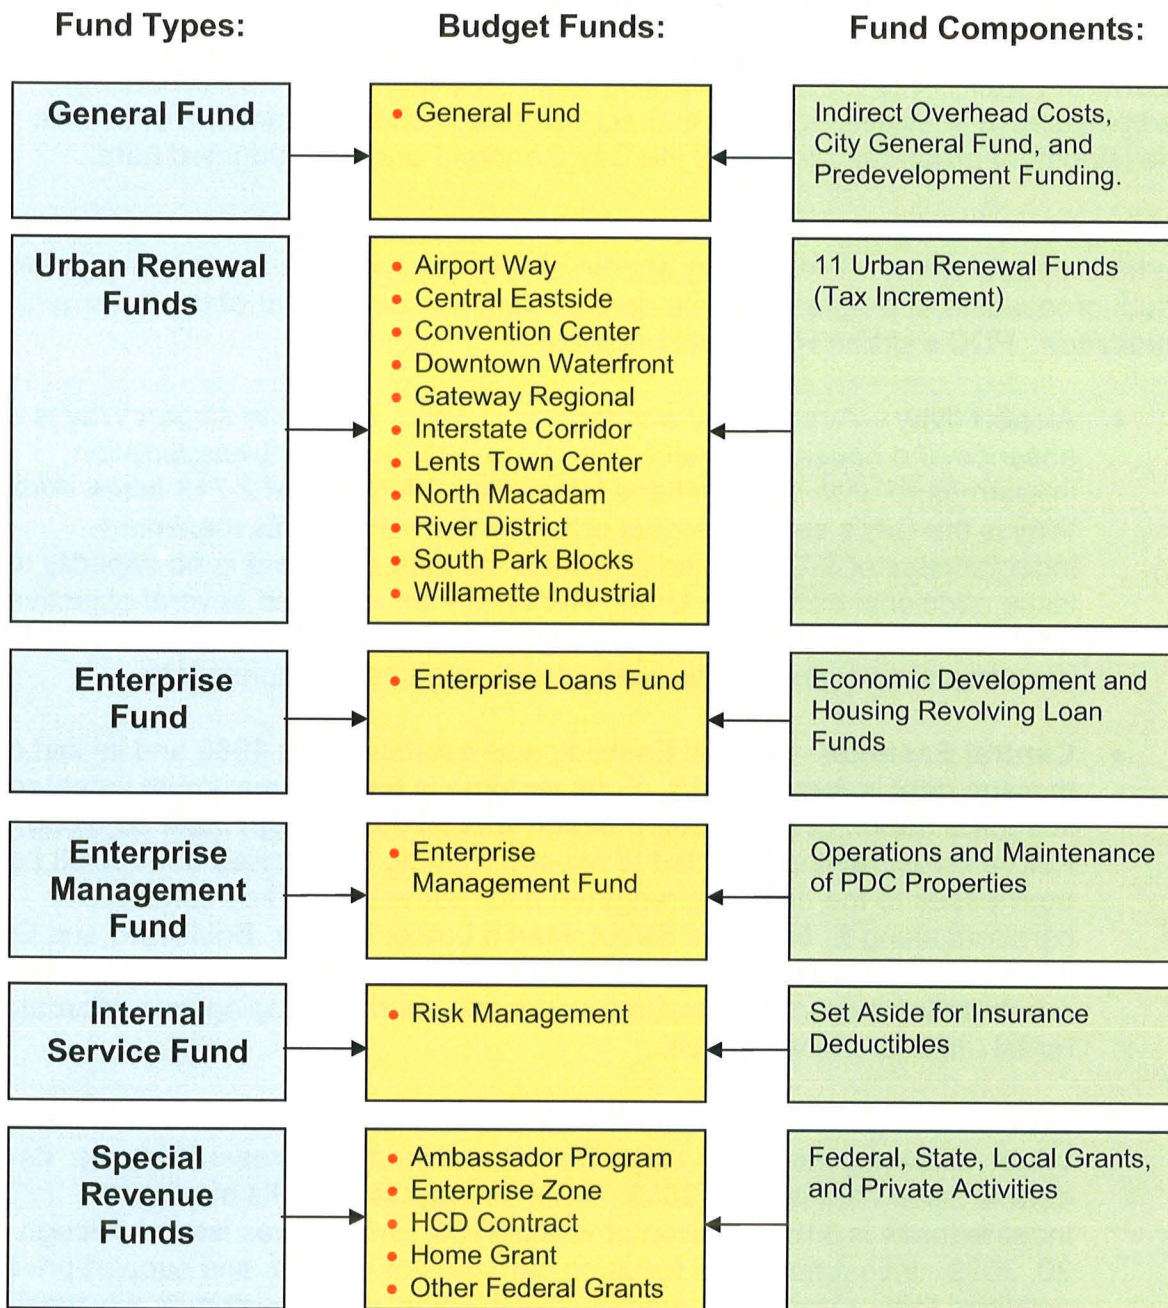 Fund Types:
Budget Funds:
Fund Components:
General Fund
• General Fund
Indirect Overhead Costs,
City General Fund, and
Predevelopment Funding.
Urban Renewal
Funds
• Airport Way
• Central Eastside
• Convention Center
• Downtown Waterfront
• Gateway Regional
• Interstate Corridor
• Lents Town Center
• North Macadam
• River District
• South Park Blocks
• Willamette Industrial
11 Urban Renewal Funds
(Tax Increment)
Enterprise
Fund
• Enterprise Loans Fund
Economic Development and
Housing Revolving Loan
Funds
Enterprise
Management
Fund
• Enterprise
Management Fund
Operations and Maintenance
of PDC Properties
Internal
Service Fund
• Risk Management
Set Aside for Insurance
Deductibles
Special
Revenue
Funds
• Ambassador Program
• Enterprise Zone
• HCD Contract
• Home Grant
• Other Federal Grants
Federal, State, Local Grants,
and Private Activities